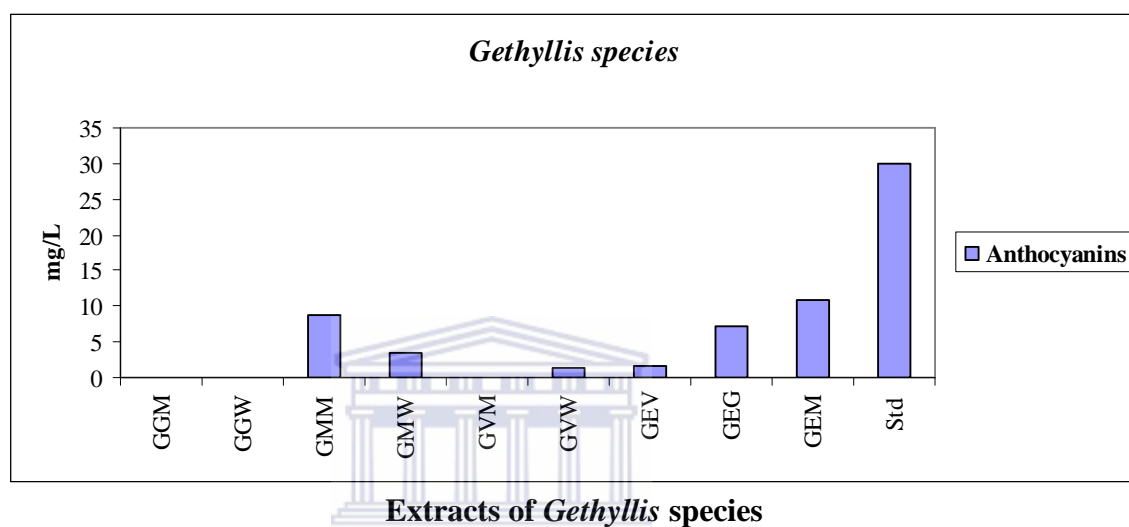 Gethyllis species
35
30
25
20
15
10
5
0
mg/L
GGM
GGW
GMM
GMW
GVM
GVW
GEV
GEG
GEM
Std
Anthocyanins
Extracts of Gethyllis species